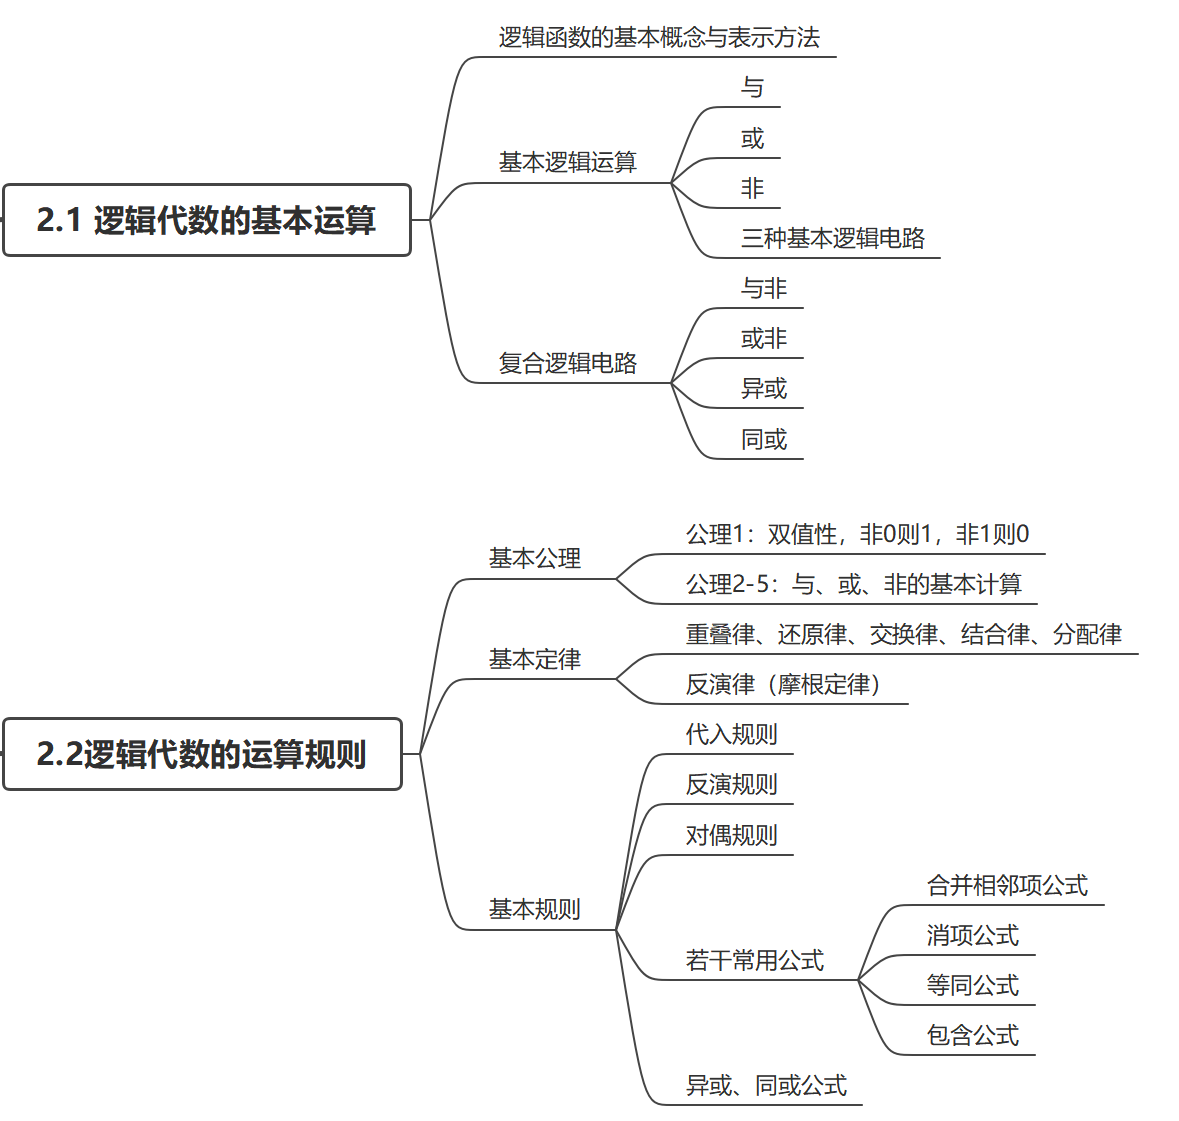 逻辑函数的基本概念与表示方法
与
或
基本逻辑运算
非
2.1 逻辑代数的基本运算
三种基本逻辑电路
与非
或非
复合逻辑电路
异或
同或
公理1：双值性，非0则1，非1则0
基本公理
公理2-5：与、或、非的基本计算
重叠律、还原律、交换律、结合律、分配律
基本定律
反演律（摩根定律）
代入规则
2.2逻辑代数的运算规则
反演规则
对偶规则
合并相邻项公式
基本规则
消项公式
若干常用公式
等同公式
包含公式
异或、同或公式